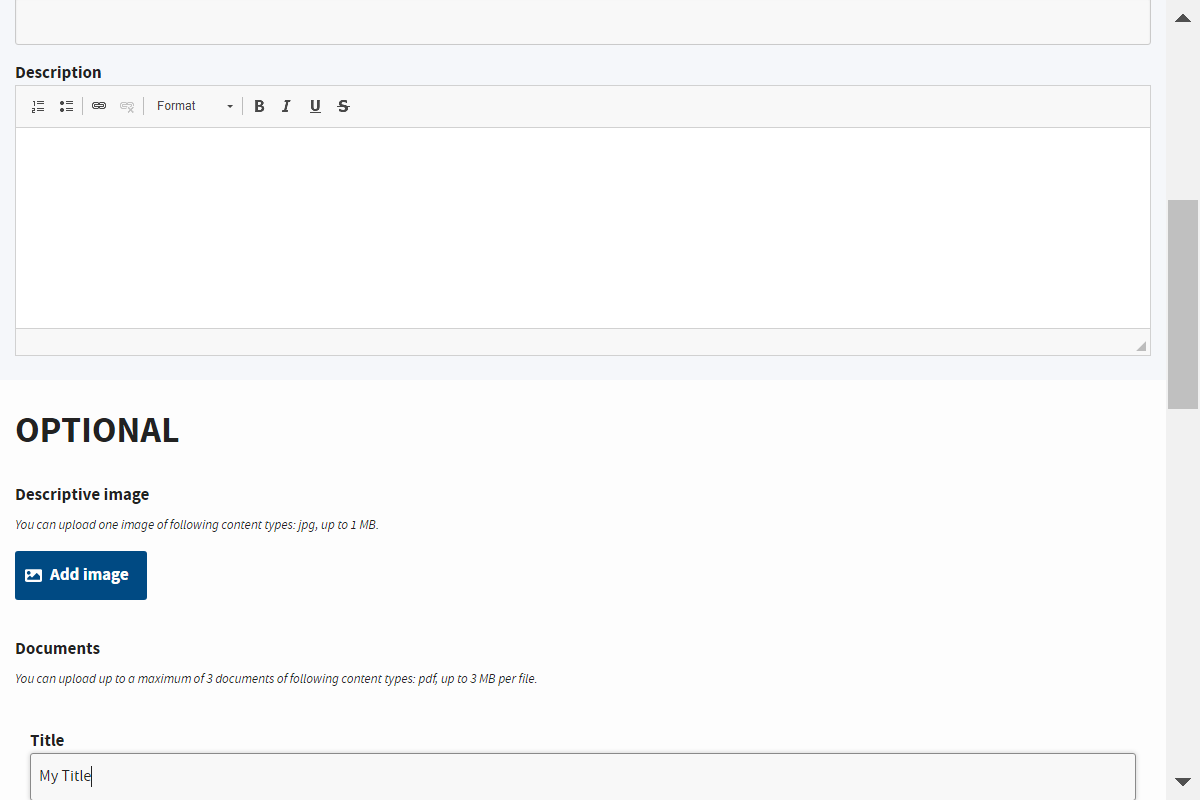 Description
Format
B I U S
OPTIONAL
Descriptive image
You can upload one image of following content types: jpg, up to 1 MB.
Add image
Documents
You can upload up to a maximum of 3 documents of following content types: pdf, up to 3 MB per file.
Title
My Title